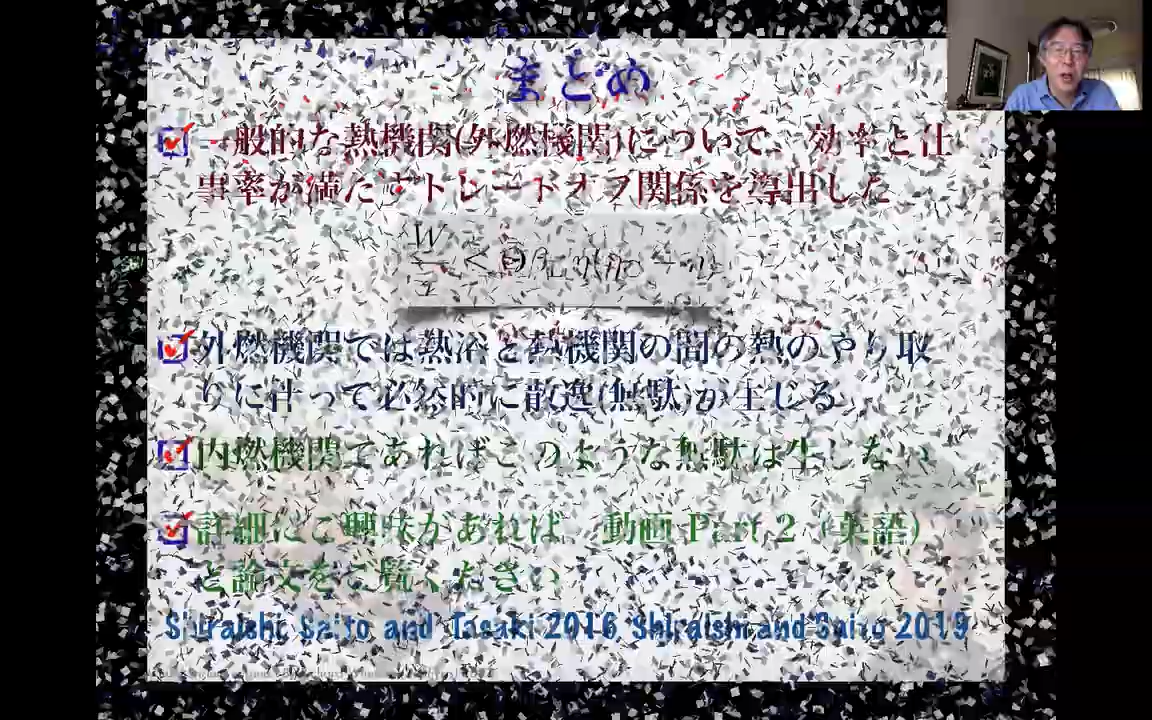 まとめ
一般的な熱機関(外燃機関)について、効率と仕
事率が満たすトレードオフ関係を導出した
W
外燃機関では熱浴と熱機関の間の熱のやり取
りに伴って必然的に散逸(無駄)が生じる
内燃機関であればこのような無駄は生じない
詳細にご興味があれば、動画 Part 2（英語）
と論文をご覧ください
Shiraishi, Saito and Tasaki 2016, Shiraishi and Saito 2019